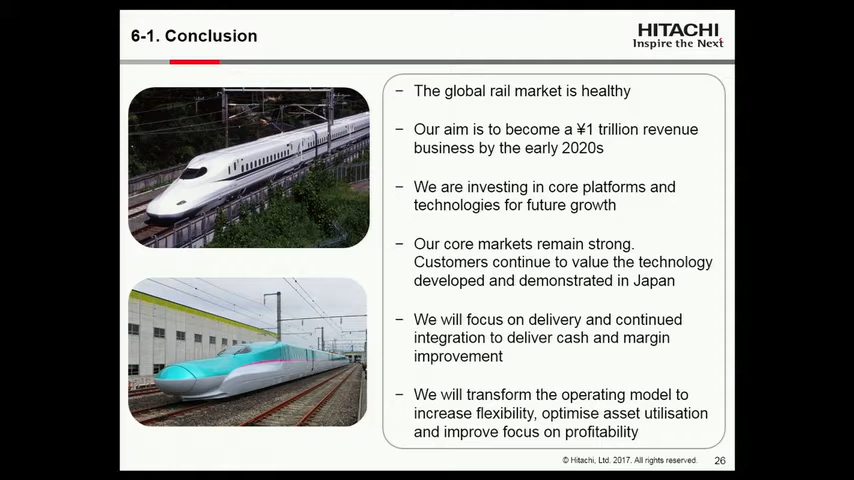 6-1. Conclusion
HITACHI
Inspire the Next
– The global rail market is healthy
– Our aim is to become a ¥1 trillion revenue
business by the early 2020s
– We are investing in core platforms and
technologies for future growth
– Our core markets remain strong.
Customers continue to value the technology
developed and demonstrated in Japan
– We will focus on delivery and continued
integration to deliver cash and margin
improvement
– We will transform the operating model to
increase flexibility, optimise asset utilisation
and improve focus on profitability
© Hitachi, Ltd. 2017. All rights reserved.
26